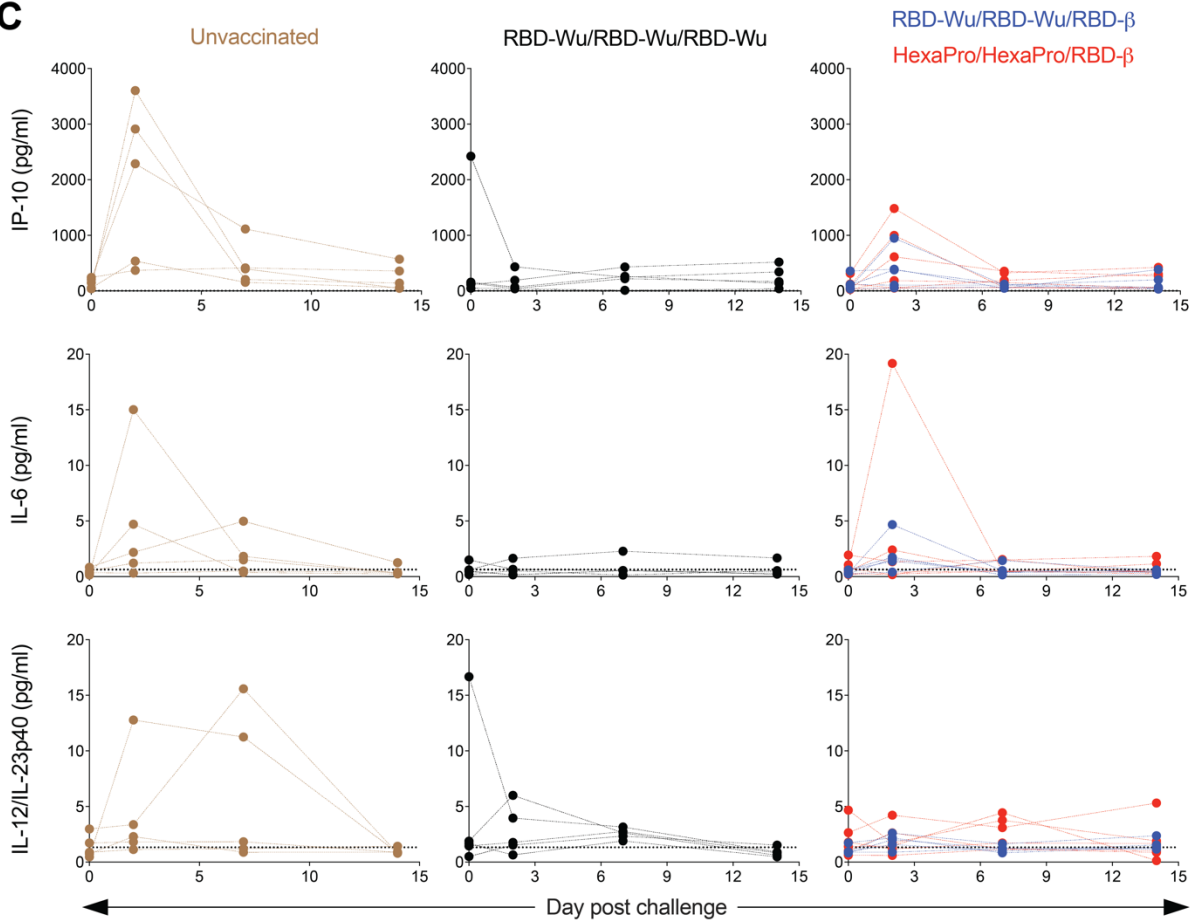 C
Unvaccinated
RBD-Wu/RBD-Wu/RBD-Wu
RBD-Wu/RBD-Wu/RBD-β
HexaPro/HexaPro/RBD-β
IP-10 (pg/ml)
4000
3000
2000
1000
0
0 5 10 15
4000
3000
2000
1000
0
0 3 6 9 12 15
4000
3000
2000
1000
0
0 3 6 9 12 15
IL-6 (pg/ml)
20
15
10
5
0
0 5 10 15
20
15
10
5
0
0 3 6 9 12 15
20
15
10
5
0
0 3 6 9 12 15
IL-12/IL-23p40 (pg/ml)
20
15
10
5
0
0 5 10 15
20
15
10
5
0
0 3 6 9 12 15
20
15
10
5
0
0 3 6 9 12 15
Day post challenge